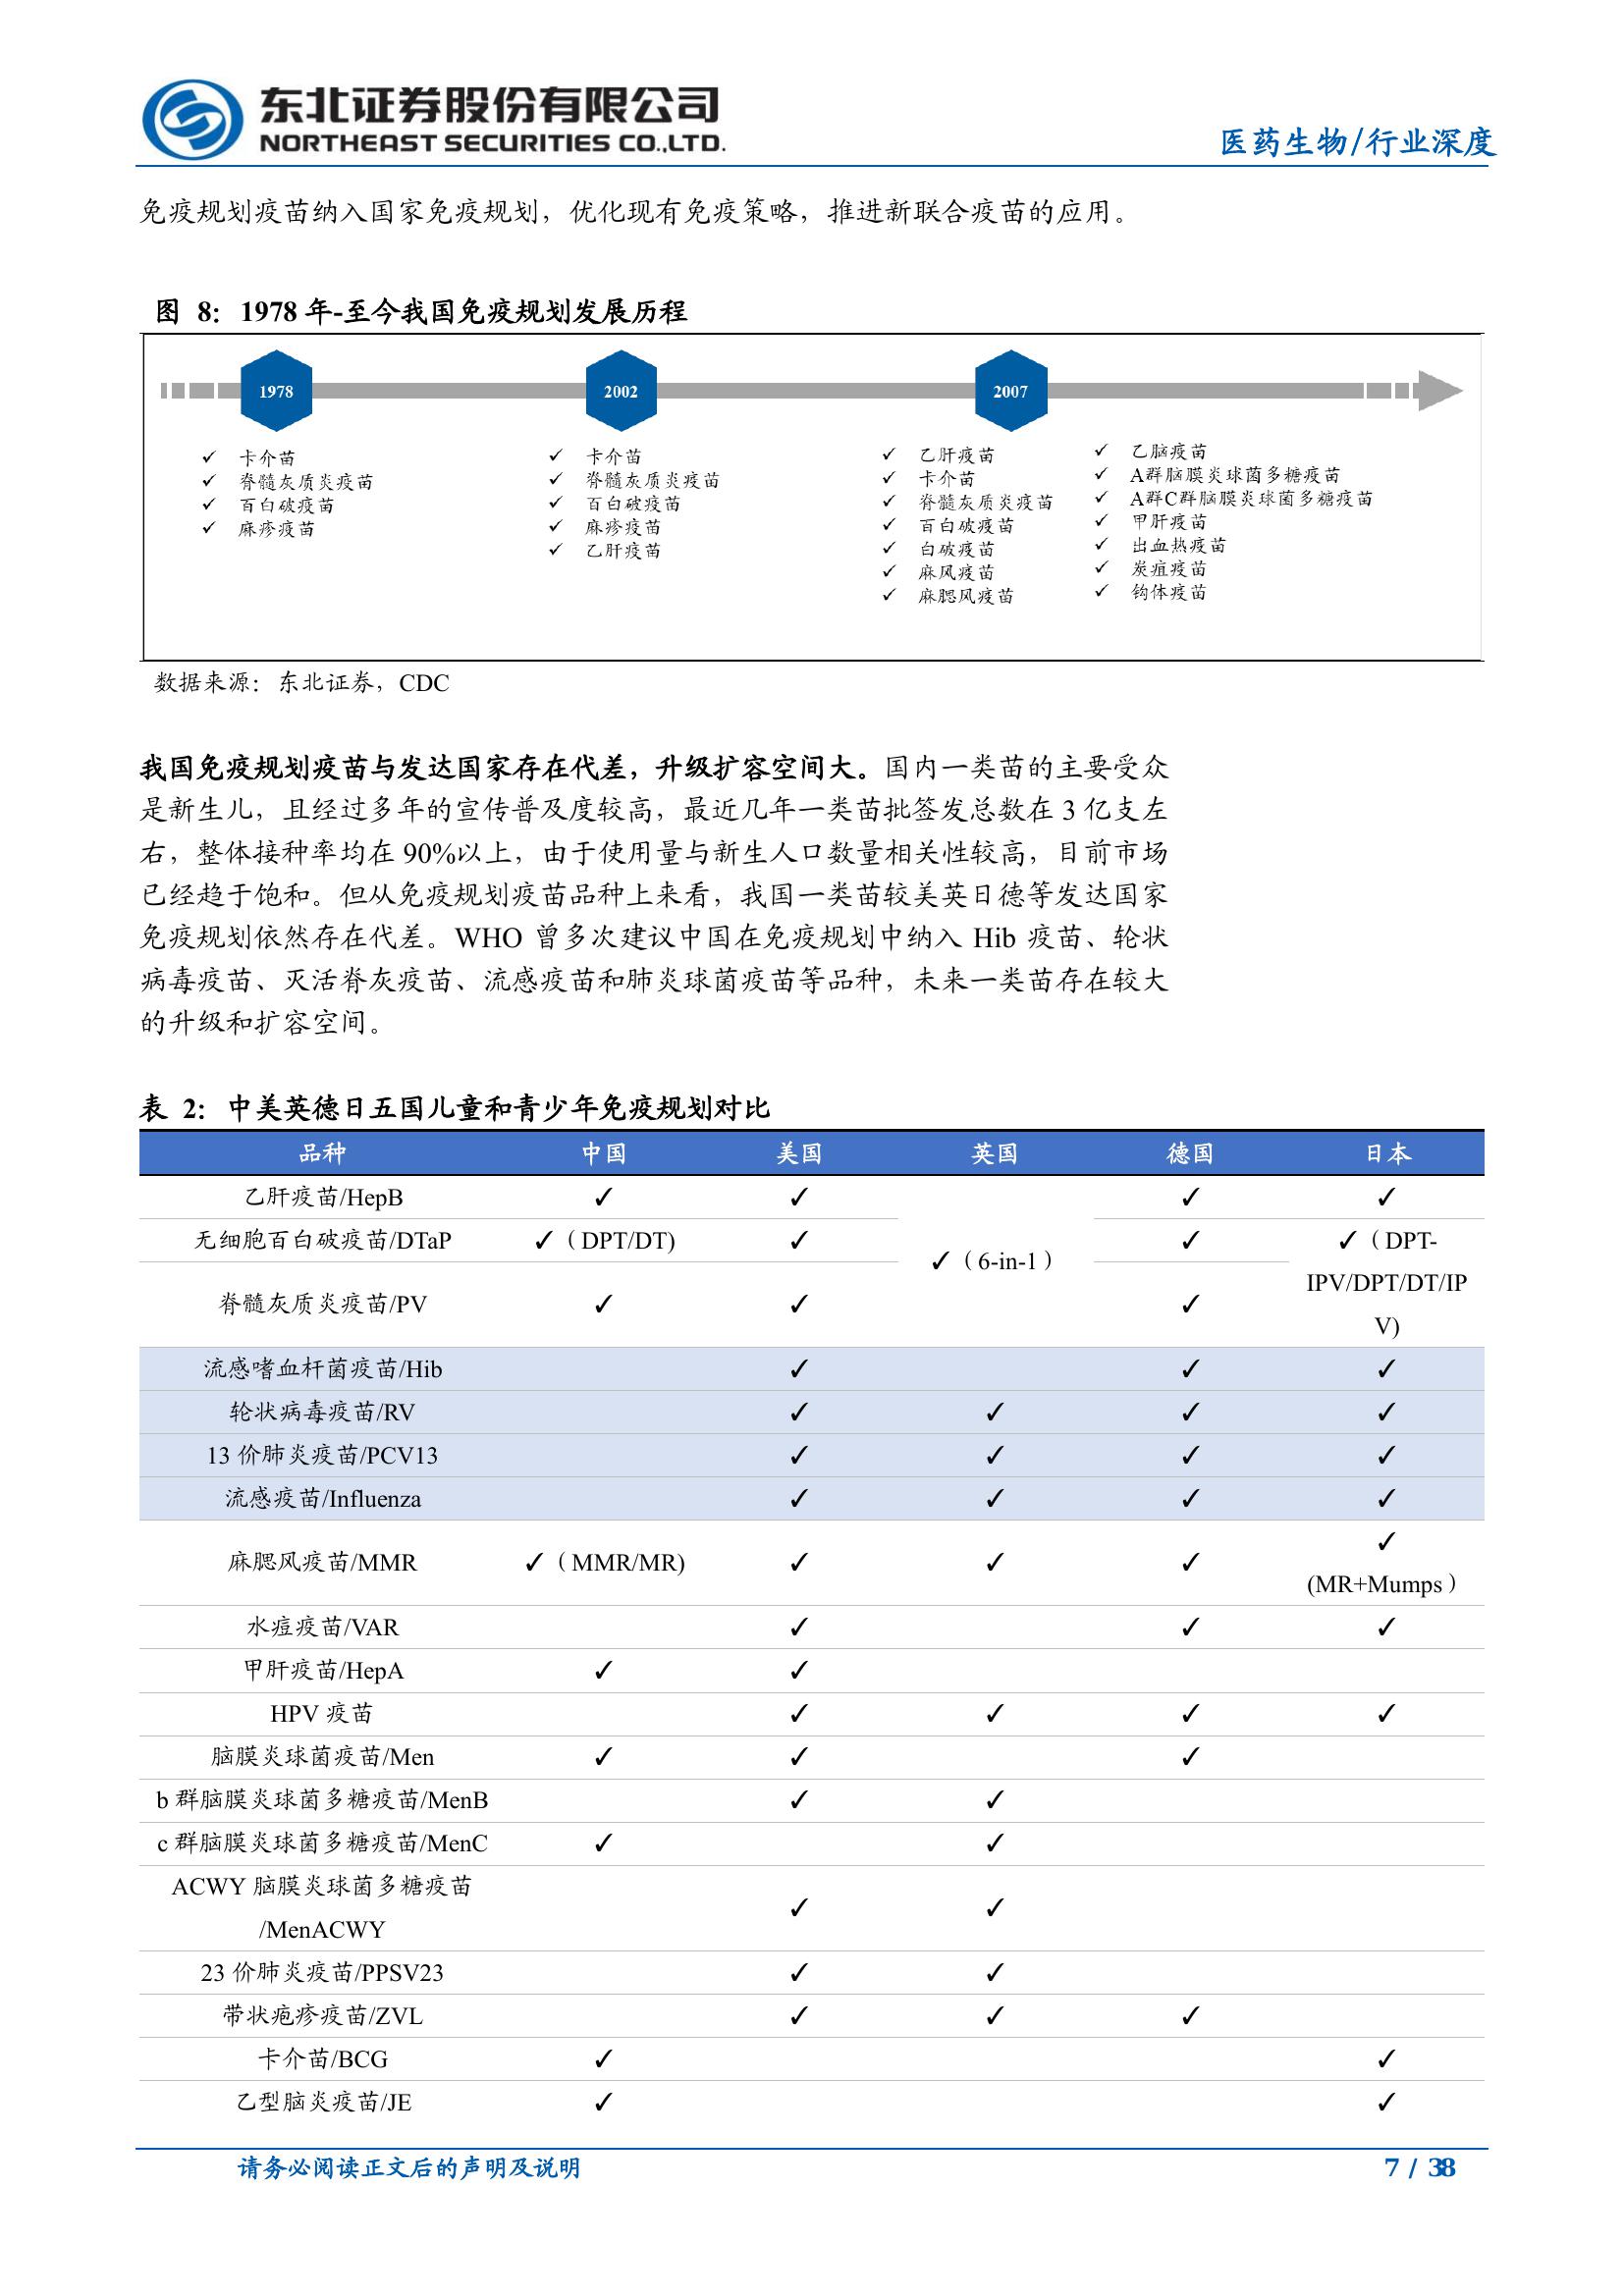 东北证券股份有限公司
NORTHEAST SECURITIES CO.,LTD.
医药生物/行业深度
免疫规划疫苗纳入国家免疫规划，优化现有免疫策略，推进新联合疫苗的应用。
图 8：1978 年-至今我国免疫规划发展历程
1978
✓ 卡介苗
✓ 脊髓灰质炎疫苗
✓ 百白破疫苗
✓ 麻疹疫苗
2002
✓ 卡介苗
✓ 脊髓灰质炎疫苗
✓ 百白破疫苗
✓ 麻疹疫苗
✓ 乙肝疫苗
2007
✓ 乙肝疫苗
✓ 卡介苗
✓ 脊髓灰质炎疫苗
✓ 百白破疫苗
✓ 白破疫苗
✓ 麻风疫苗
✓ 麻腮风疫苗
✓ 乙脑疫苗
✓ A群脑膜炎球菌多糖疫苗
✓ A群C群脑膜炎球菌多糖疫苗
✓ 甲肝疫苗
✓ 出血热疫苗
✓ 炭疽疫苗
✓ 钩体疫苗
数据来源：东北证券，CDC
我国免疫规划疫苗与发达国家存在代差，升级扩容空间大。国内一类苗的主要受众
是新生儿，且经过多年的宣传普及度较高，最近几年一类苗批签发总数在 3 亿支左
右，整体接种率均在 90%以上，由于使用量与新生人口数量相关性较高，目前市场
已经趋于饱和。但从免疫规划疫苗品种上来看，我国一类苗较美英日德等发达国家
免疫规划依然存在代差。WHO 曾多次建议中国在免疫规划中纳入 Hib 疫苗、轮状
病毒疫苗、灭活脊灰疫苗、流感疫苗和肺炎球菌疫苗等品种，未来一类苗存在较大
的升级和扩容空间。
表 2：中美英德日五国儿童和青少年免疫规划对比
品种 中国 美国 英国 德国 日本
乙肝疫苗/HepB ✓ ✓ ✓ ✓
无细胞百白破疫苗/DTaP ✓（DPT/DT) ✓ ✓ ✓（DPT-
✓（6-in-1）
IPV/DPT/DT/IP
脊髓灰质炎疫苗/PV ✓ ✓ ✓
V)
流感嗜血杆菌疫苗/Hib ✓ ✓ ✓
轮状病毒疫苗/RV ✓ ✓ ✓ ✓
13 价肺炎疫苗/PCV13 ✓ ✓ ✓ ✓
流感疫苗/Influenza ✓ ✓ ✓ ✓
麻腮风疫苗/MMR ✓（MMR/MR) ✓ ✓ ✓ ✓
(MR+Mumps）
水痘疫苗/VAR ✓ ✓ ✓
甲肝疫苗/HepA ✓ ✓
HPV 疫苗 ✓ ✓ ✓ ✓
脑膜炎球菌疫苗/Men ✓ ✓ ✓
b 群脑膜炎球菌多糖疫苗/MenB ✓ ✓
c 群脑膜炎球菌多糖疫苗/MenC ✓ ✓
ACWY 脑膜炎球菌多糖疫苗
/MenACWY ✓ ✓
23 价肺炎疫苗/PPSV23 ✓ ✓
带状疱疹疫苗/ZVL ✓ ✓ ✓
卡介苗/BCG ✓ ✓
乙型脑炎疫苗/JE ✓ ✓
请务必阅读正文后的声明及说明
7 / 38